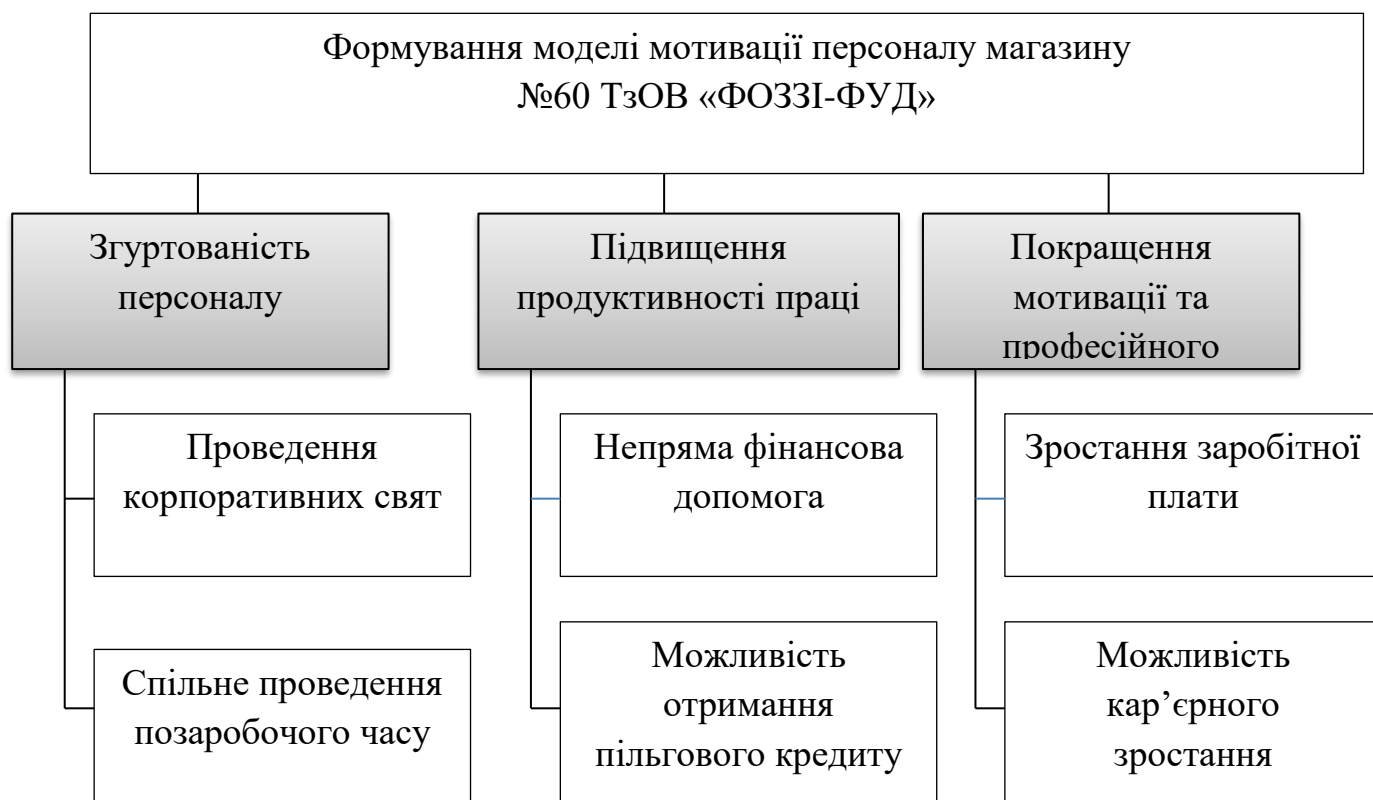 Формування моделі мотивації персоналу магазину
№60 ТзОВ «ФОЗЗІ-ФУД»
Згуртованість
персоналу
Підвищення
продуктивності праці
Покращення
мотивації та
професійного
Проведення
корпоративних свят
Непряма фінансова
допомога
Зростання заробітної
плати
Спільне проведення
позаробочого часу
Можливість
отримання
пільгового кредиту
Можливість
кар’єрного
зростання